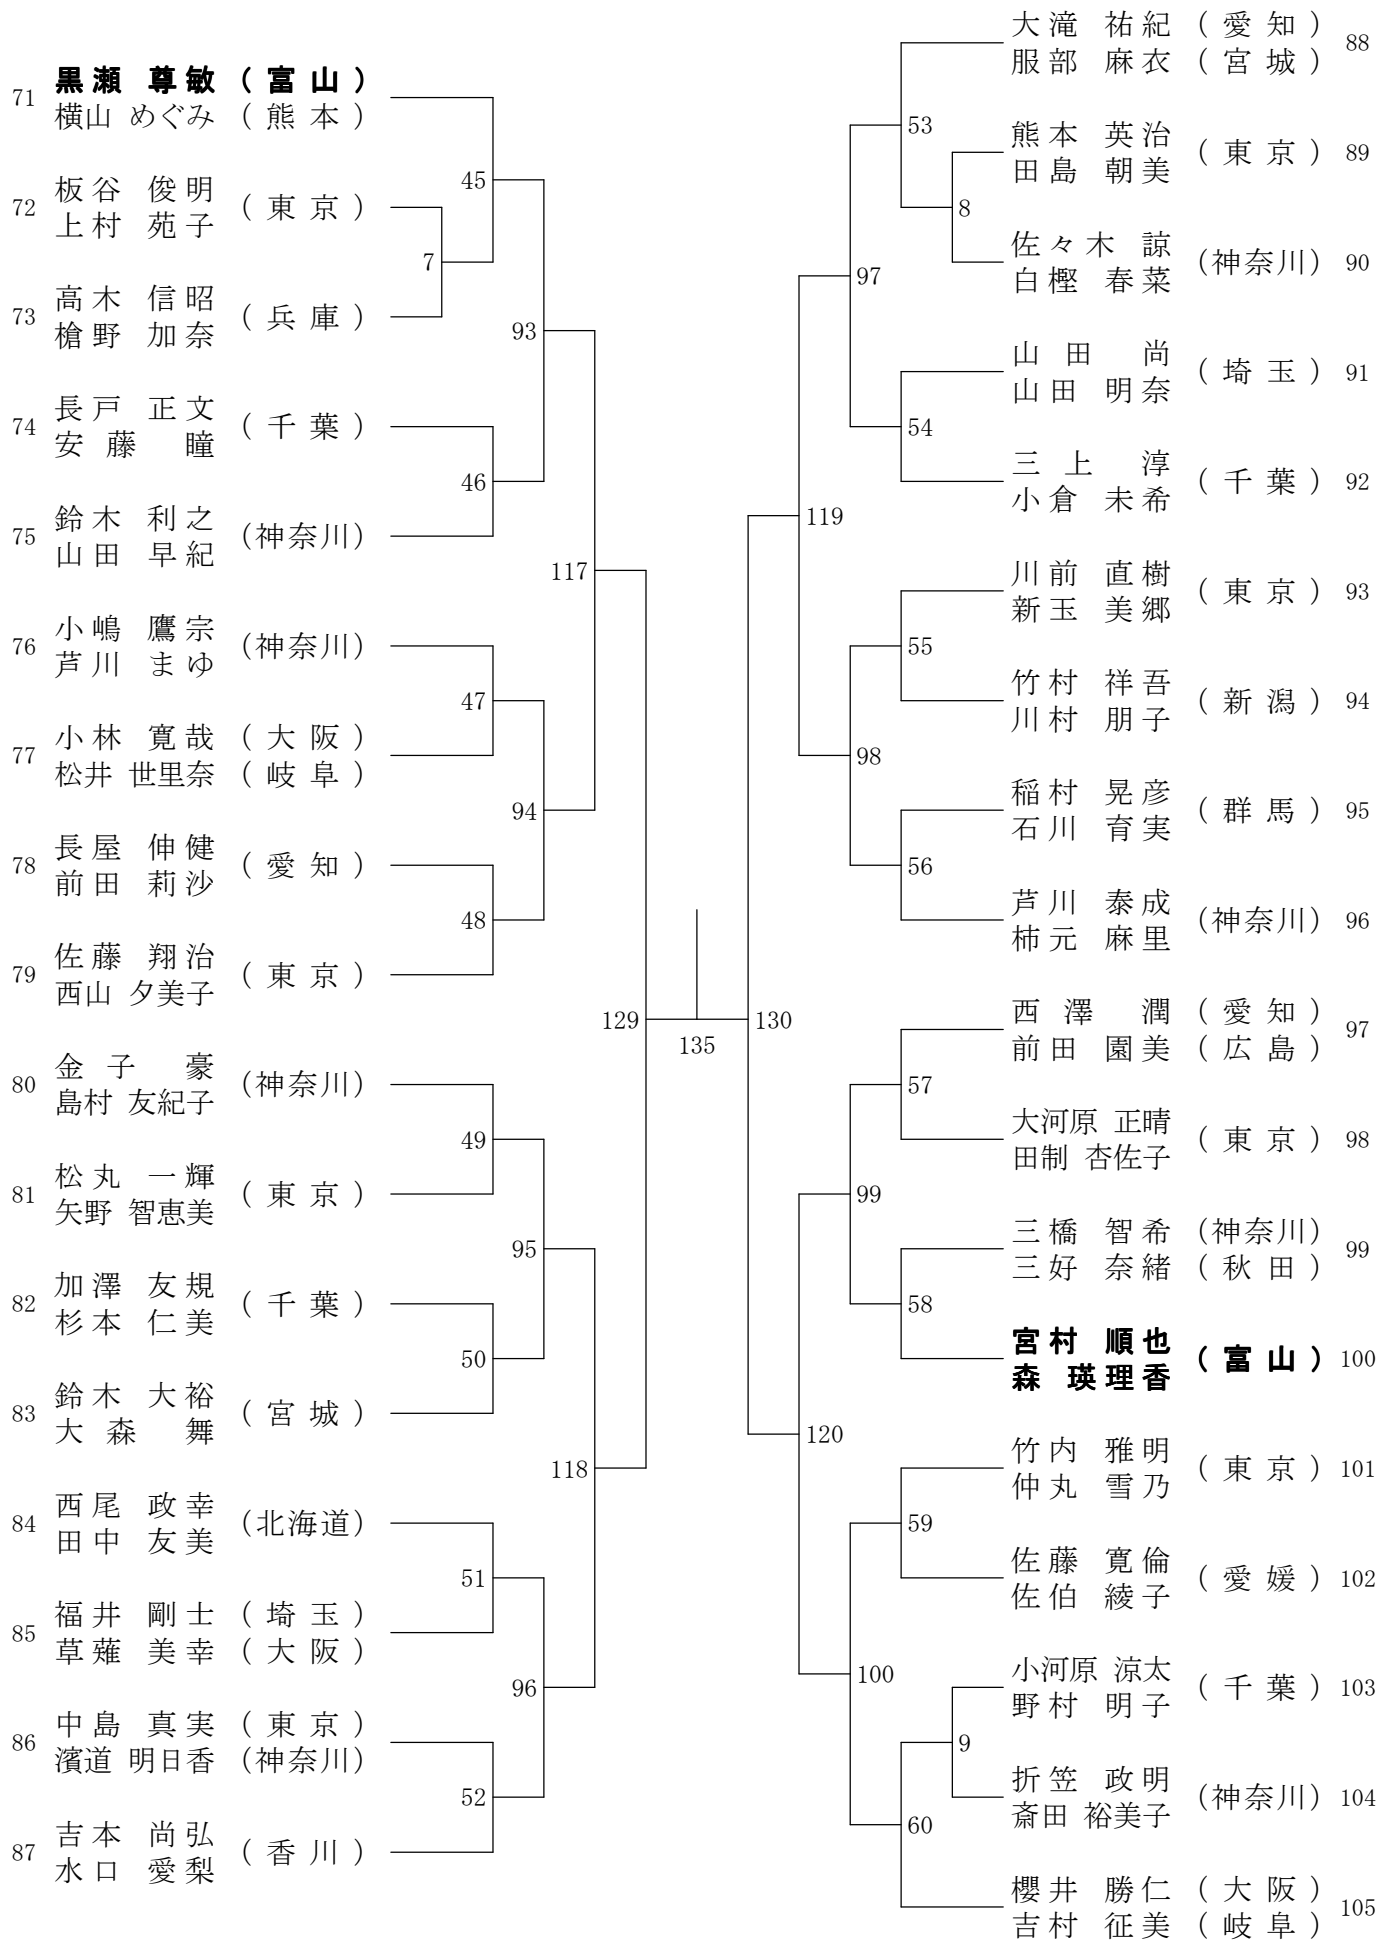 71 黒瀬 尊敏 (富山)
横山 めぐみ (熊本)
72 板谷 俊明 (東京)
上村 苑子
73 高木 信昭 (兵庫)
槍野 加奈
74 長戸 正文 (千葉)
安藤 瞳
75 鈴木 利之 (神奈川)
山田 早紀
76 小嶋 鷹宗 (神奈川)
芦川 まゆ
77 小林 寛哉 (大阪)
松井 世里奈 (岐阜)
78 長屋 伸健 (愛知)
前田 莉沙
79 佐藤 翔治 (東京)
西山 夕美子
80 金子 豪 (神奈川)
島村 友紀子
81 松丸 一輝 (東京)
矢野 智恵美
82 加澤 友規 (千葉)
杉本 仁美
83 鈴木 大裕 (宮城)
大森 舞
84 西尾 政幸 (北海道)
田中 友美
85 福井 剛士 (埼玉)
草薙 美幸 (大阪)
86 中島 真実 (東京)
濱道 明日香 (神奈川)
87 吉本 尚弘 (香川)
水口 愛梨
45
7
93
46
117
47
94
48
129
49
95
50
118
51
96
52
135
130
53
8
97
54
119
55
98
56
57
99
58
120
59
100
9
60
大滝 祐紀 (愛知) 88
服部 麻衣 (宮城)
熊本 英治 (東京) 89
田島 朝美
佐々木 諒 (神奈川) 90
白樫 春菜
山田 尚 (埼玉) 91
山田 明奈
三上 淳 (千葉) 92
小倉 未希
川前 直樹 (東京) 93
新玉 美郷
竹村 祥吾 (新潟) 94
川村 朋子
稲村 晃彦 (群馬) 95
石川 育実
芦川 泰成 (神奈川) 96
柿元 麻里
西澤 潤 (愛知) 97
前田 園美 (広島)
大河原 正晴 (東京) 98
田制 杏佐子
三橋 智希 (神奈川) 99
三好 奈緒 (秋田)
宮村 順也 (富山) 100
森 瑛理香
竹内 雅明 (東京) 101
仲丸 雪乃
佐藤 寛倫 (愛媛) 102
佐伯 綾子
小河原 涼太 (千葉) 103
野村 明子
折笠 政明 (神奈川) 104
斎田 裕美子
櫻井 勝仁 (大阪) 105
吉村 征美 (岐阜)